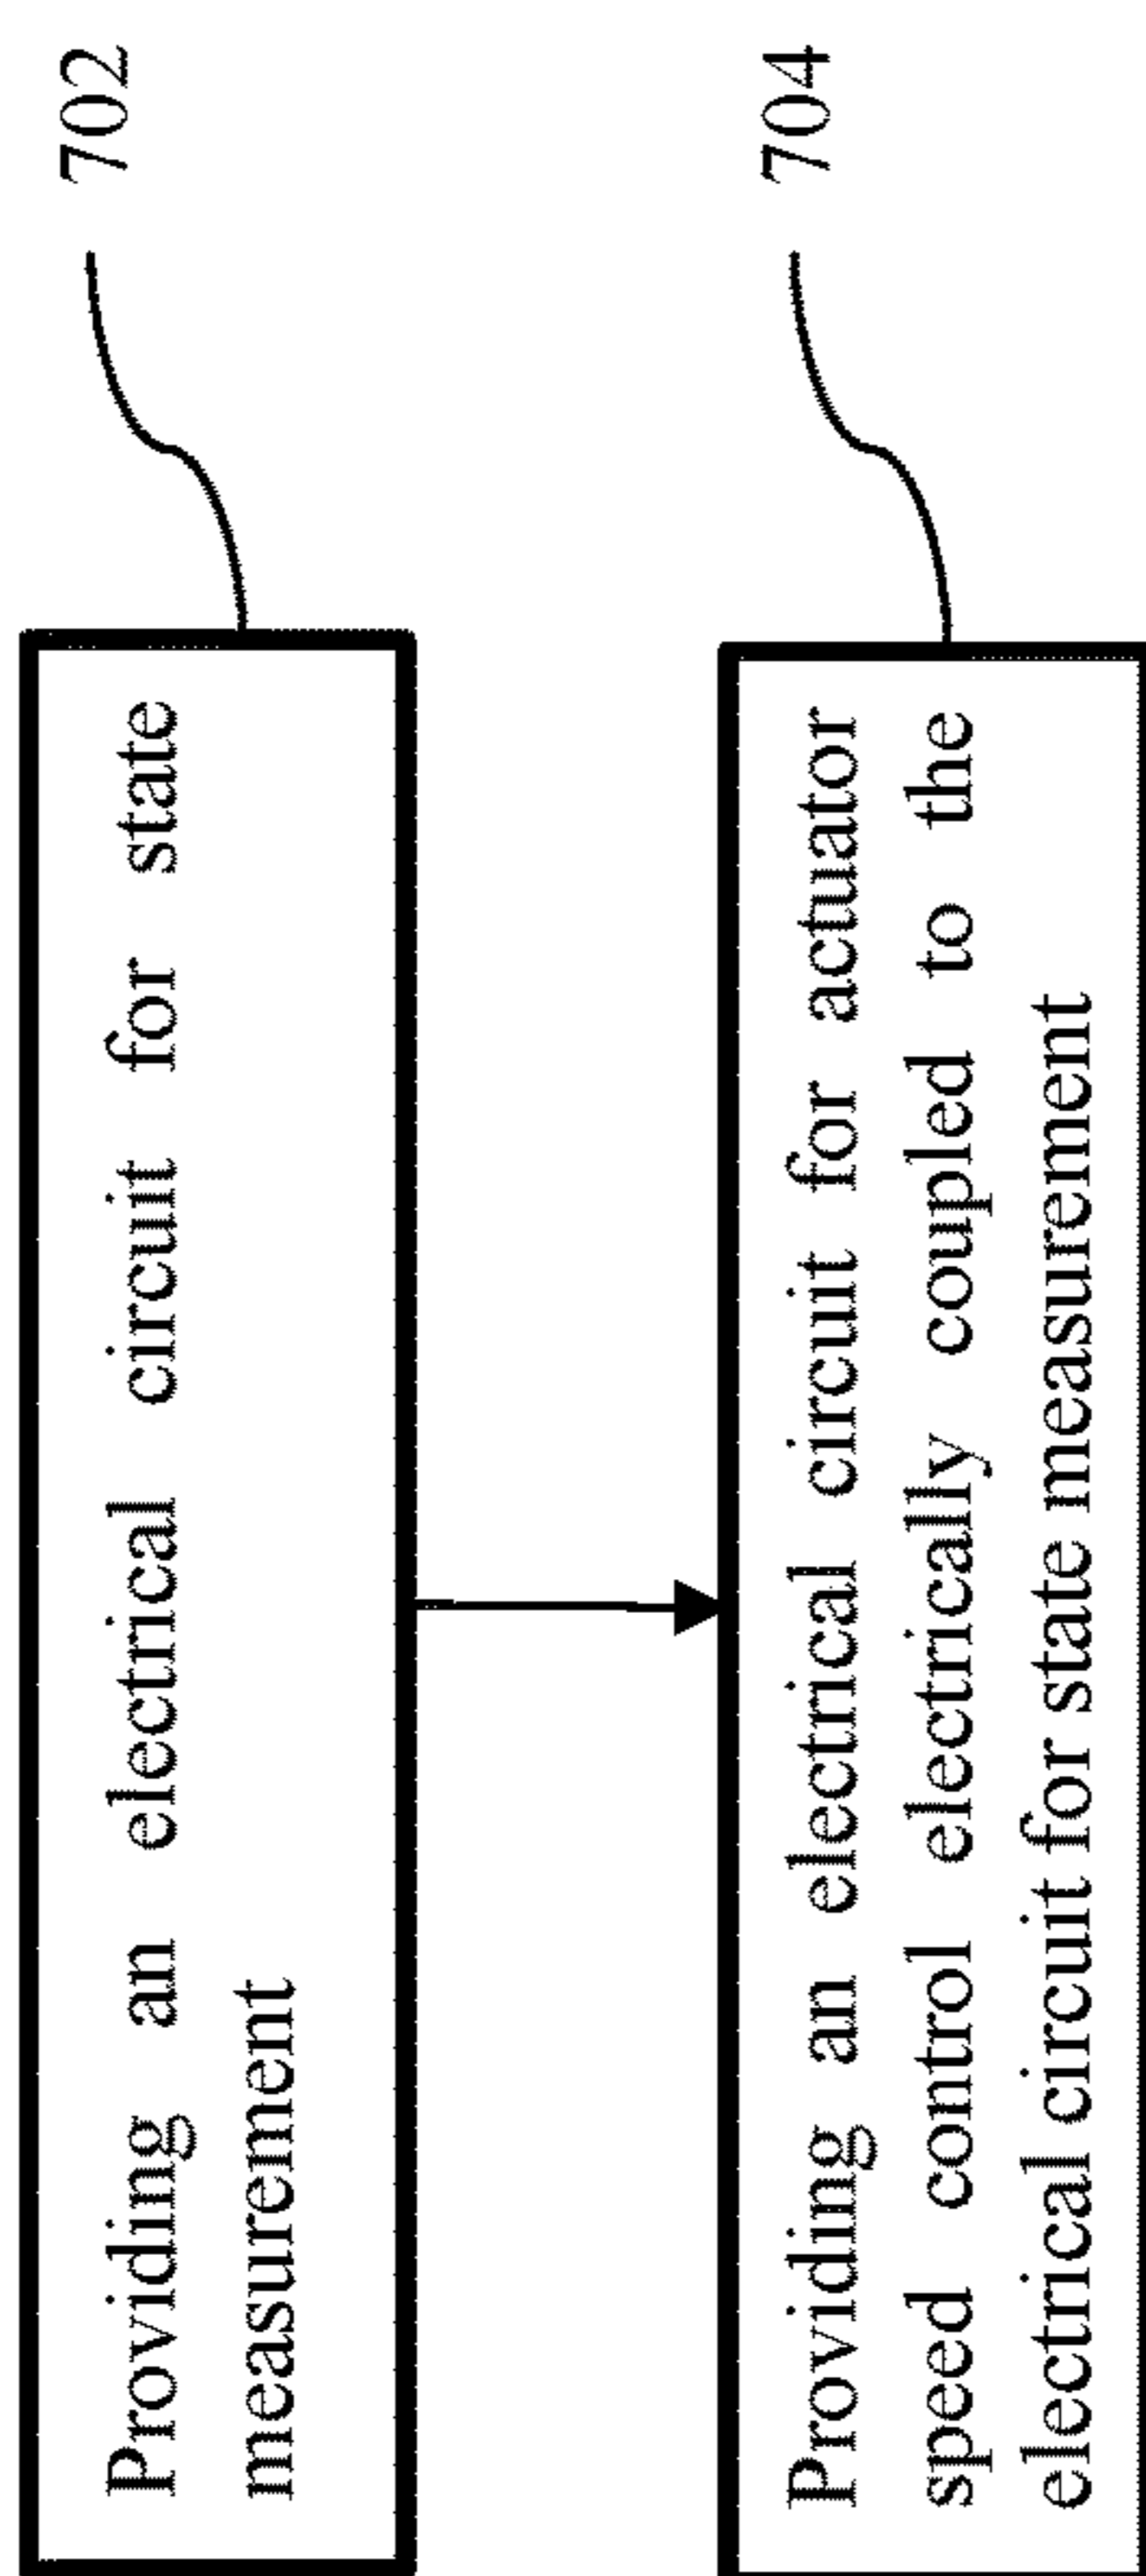 Providing an electrical circuit for state
measurement
702
Providing an electrical circuit for actuator
speed control electrically coupled to the
electrical circuit for state measurement
704